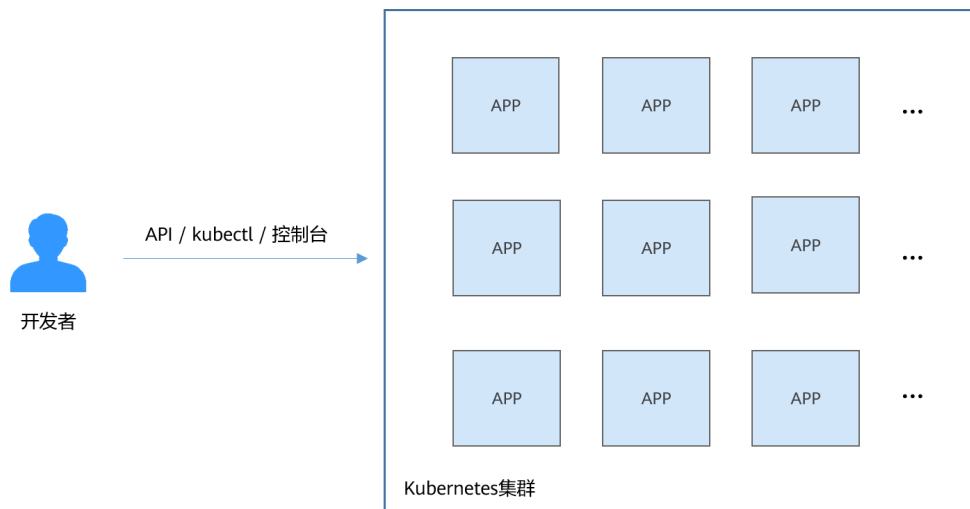 APP APP APP ...
API / kubectl / 控制台
APP APP APP ...
开发者
APP APP APP ...
Kubernetes集群